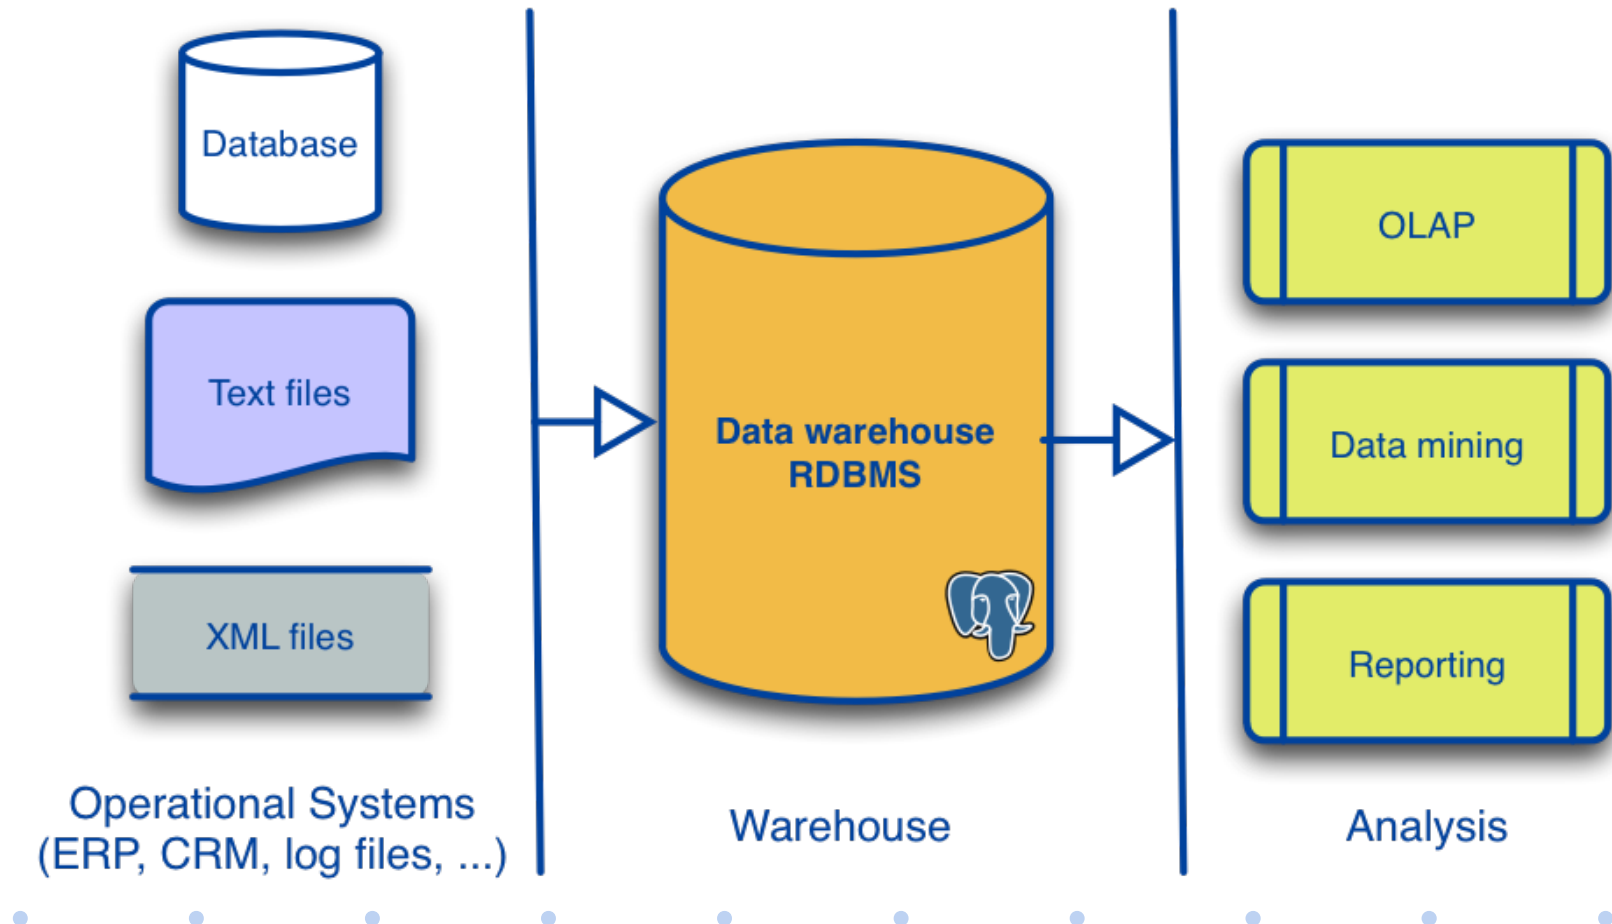 Database
Text files
XML files
Operational Systems
(ERP, CRM, log files, ...)
Data warehouse
RDBMS
Warehouse
OLAP
Data mining
Reporting
Analysis